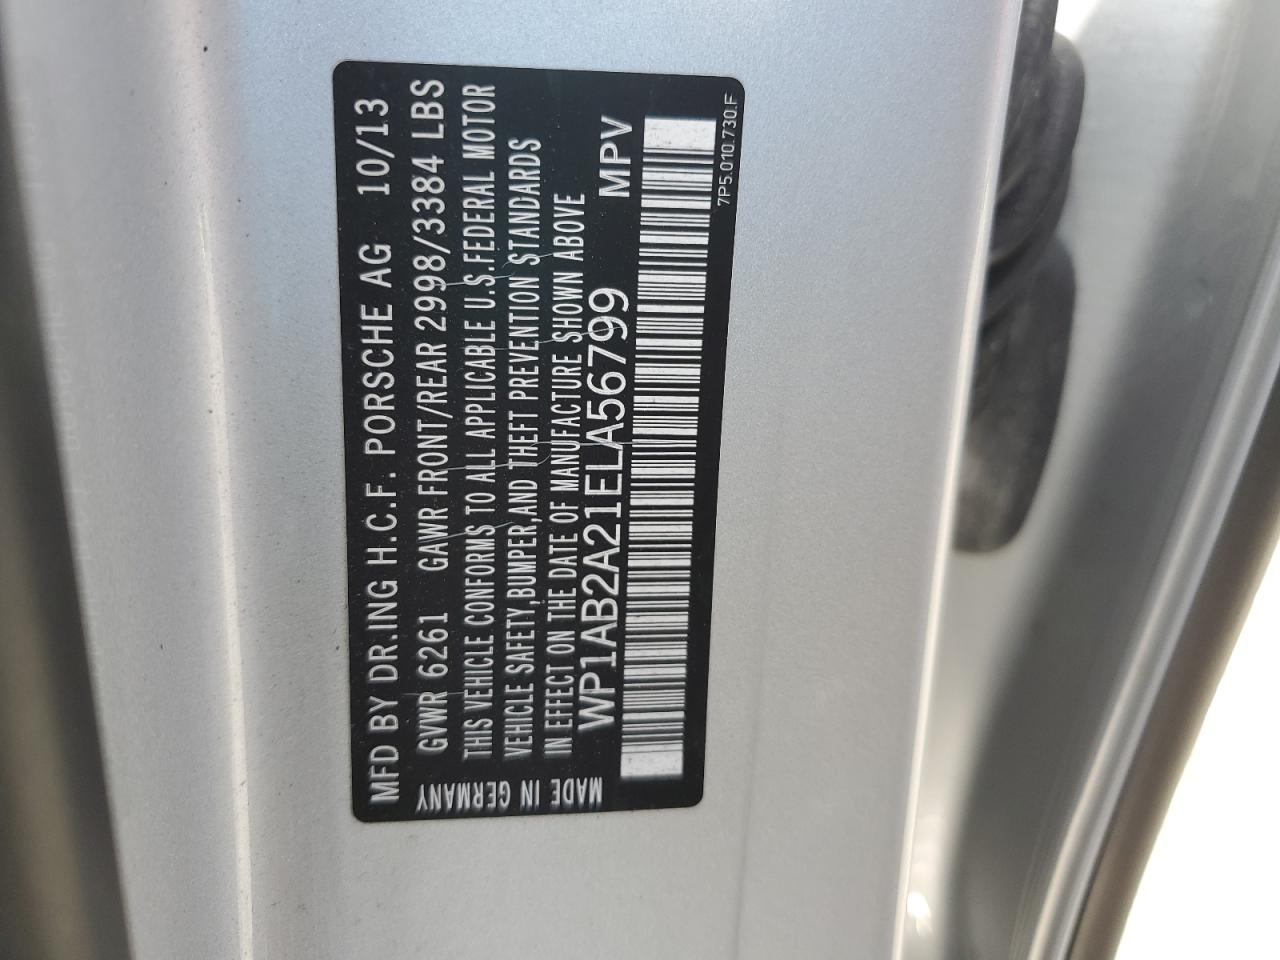 MFD BY DR.ING H.C.F. PORSCHE AG 10/13
GVWR 6261 GAWR FRONT/REAR 2998/3384 LBS
THIS VEHICLE CONFORMS TO ALL APPLICABLE U.S.FEDERAL MOTOR
VEHICLE SAFETY,BUMPER,AND THEFT PREVENTION STANDARDS
IN EFFECT ON THE DATE OF MANUFACTURE SHOWN ABOVE
WP1AB2A21ELA56799 MPV
MADE IN GERMANY
7P5.010.730.F